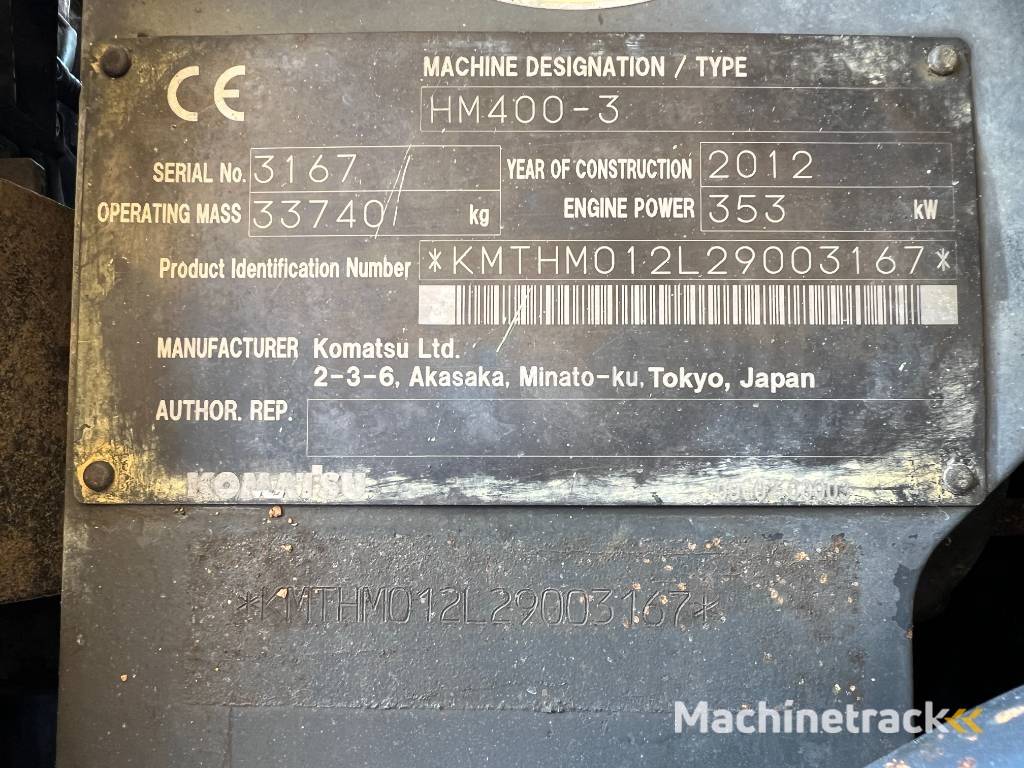 CE
MACHINE DESIGNATION / TYPE
HM400-3
SERIAL No. 3167 YEAR OF CONSTRUCTION 2012
OPERATING MASS 33740 kg ENGINE POWER 353 kW
Product Identification Number *KMTHM012L29003167*
MANUFACTURER Komatsu Ltd.
2-3-6, Akasaka, Minato-ku, Tokyo, Japan
AUTHOR. REP.
KOMATSU
*KMTHM012L29003167*
Machinetrack